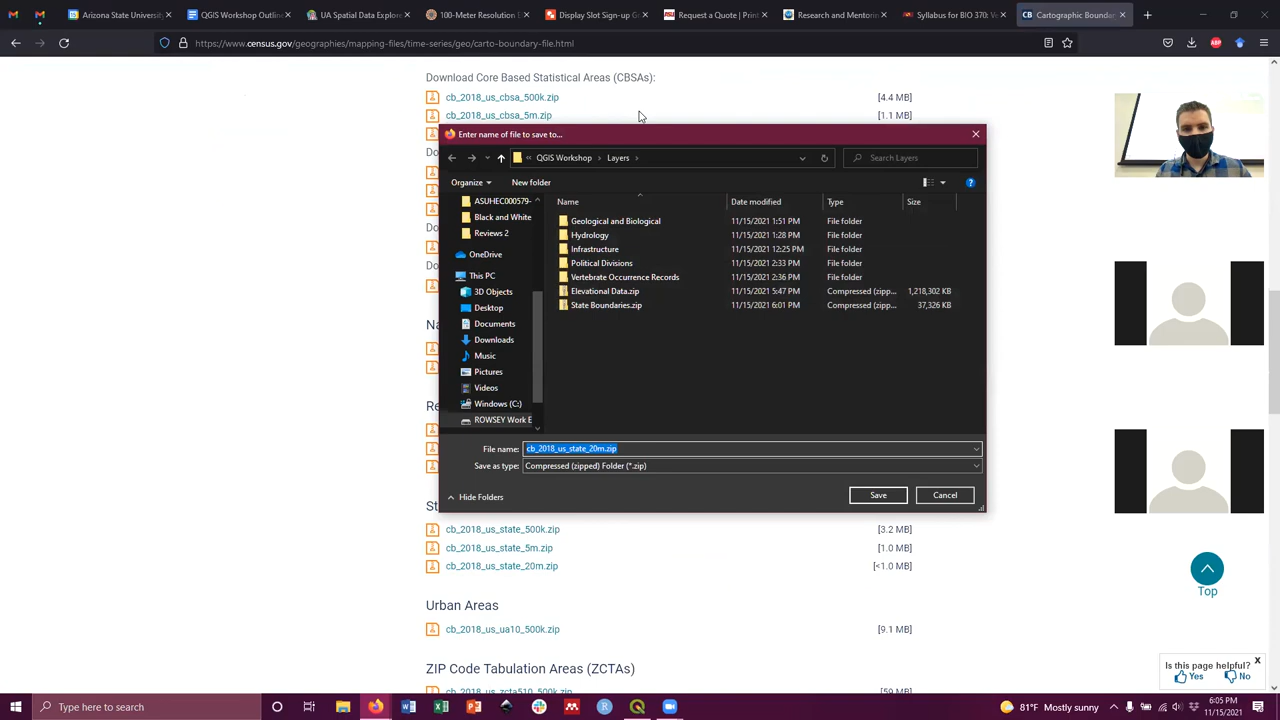 Arizona State Universit
QGIS Workshop Outline
UA Spatial Data Explore
100-Meter Resolution E
Display Slot Sign-up G
Request a Quote | Print
Research and Mentorin
Syllabus for BIO 370: Ve
Cartographic Bounda
https://www.census.gov/geographies/mapping-files/time-series/geo/carto-boundary-file.html
Download Core Based Statistical Areas (CBSAs):
cb_2018_us_cbsa_500k.zip [4.4 MB]
cb_2018_us_cbsa_5m.zip [1.1 MB]
Enter name of file to save to...
QGIS Workshop Layers
Search Layers
Organize
New folder
Name Date modified Type Size
ASUHEC000579-
Black and White
Reviews 2
OneDrive
This PC
3D Objects
Desktop
Documents
Downloads
Music
Pictures
Videos
Windows (C:)
ROWSEY Work E
Geological and Biological 11/15/2021 1:51 PM File folder
Hydrology 11/15/2021 1:28 PM File folder
Infrastructure 11/15/2021 12:25 PM File folder
Political Divisions 11/15/2021 2:33 PM File folder
Vertebrate Occurrence Records 11/15/2021 2:36 PM File folder
Elevational Data.zip 11/15/2021 5:47 PM Compressed (zipp... 1,218,302 KB
State Boundaries.zip 11/15/2021 6:01 PM Compressed (zipp... 37,326 KB
File name: cb_2018_us_state_20m.zip
Save as type: Compressed (zipped) Folder (*.zip)
Hide Folders
Save
Cancel
Do
Do
Do
Na
Re
St
cb_2018_us_state_500k.zip [3.2 MB]
cb_2018_us_state_5m.zip [1.0 MB]
cb_2018_us_state_20m.zip [<1.0 MB]
Urban Areas
cb_2018_us_ua10_500k.zip [9.1 MB]
ZIP Code Tabulation Areas (ZCTAs)
cb_2018_us_zcta510_500k.zip [59 MB]
Top
Is this page helpful?
X
Yes
No
Type here to search
81°F Mostly sunny
6:05 PM
11/15/2021